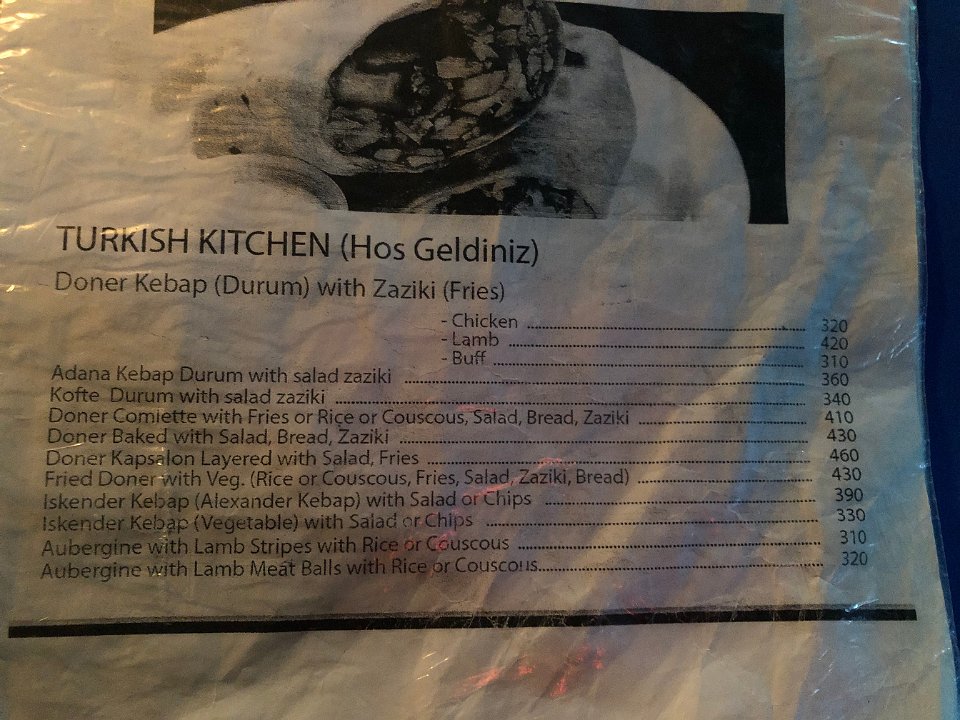 TURKISH KITCHEN (Hos Geldiniz)
Doner Kebap (Durum) with Zaziki (Fries)
- Chicken 320
- Lamb 420
- Buff 310
Adana Kebap Durum with salad zaziki 360
Kofte Durum with salad zaziki 340
Doner Comiette with Fries or Rice or Couscous, Salad, Bread, Zaziki 410
Doner Baked with Salad, Bread, Zaziki 430
Doner Kapsalon Layered with Salad, Fries 460
Fried Doner with Veg. (Rice or Couscous, Fries, Salad, Zaziki, Bread) 430
Iskender Kebap (Alexander Kebap) with Salad or Chips 390
Iskender Kebap (Vegetable) with Salad or Chips 330
Aubergine with Lamb Stripes with Rice or Couscous 310
Aubergine with Lamb Meat Balls with Rice or Couscous 320